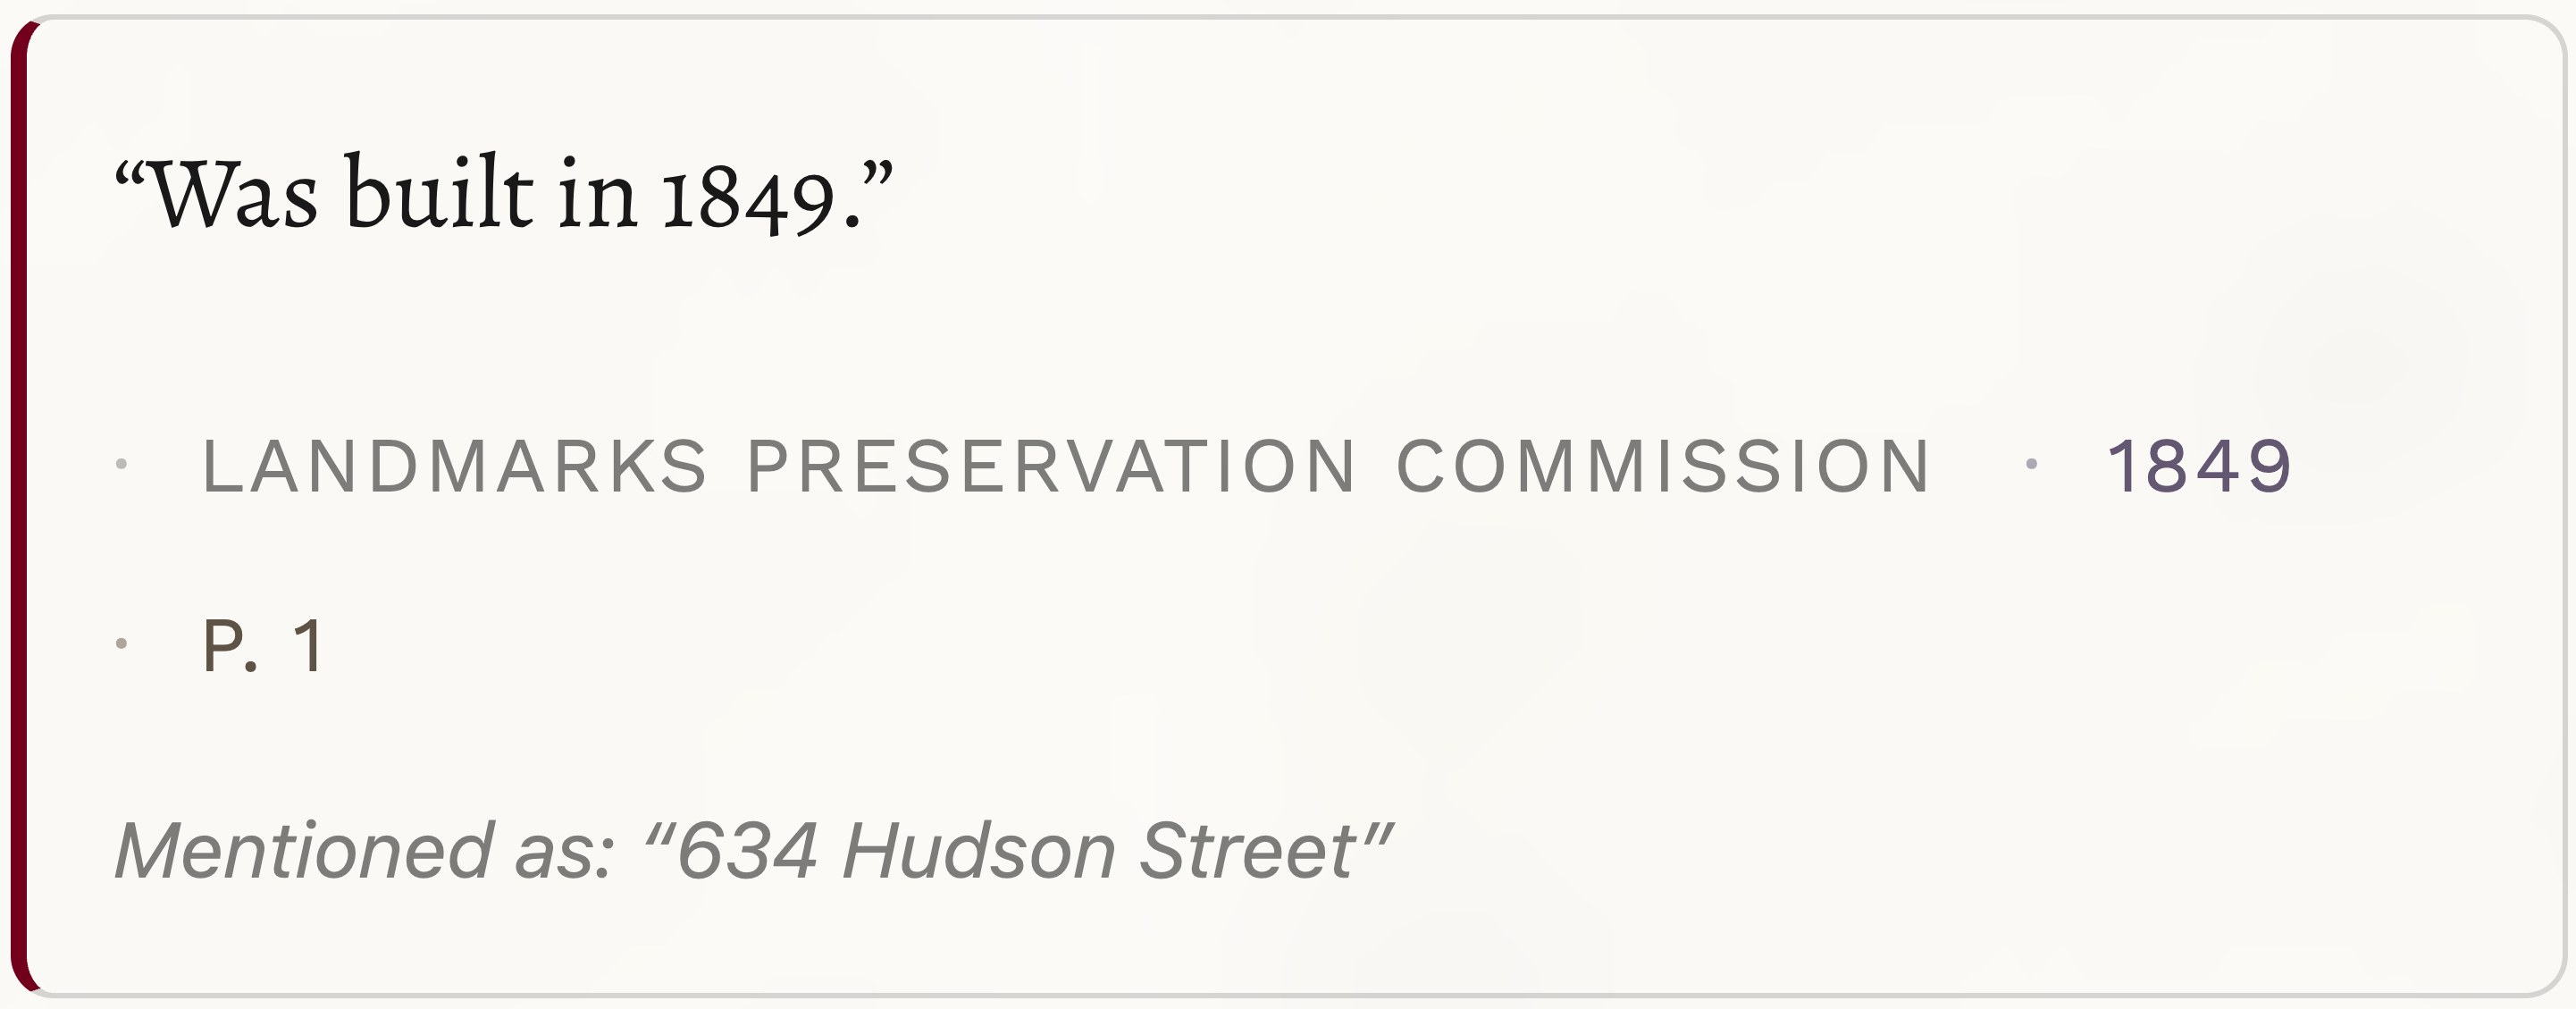 “Was built in 1849.”
· LANDMARKS PRESERVATION COMMISSION · 1849
· P. 1
Mentioned as: “634 Hudson Street”